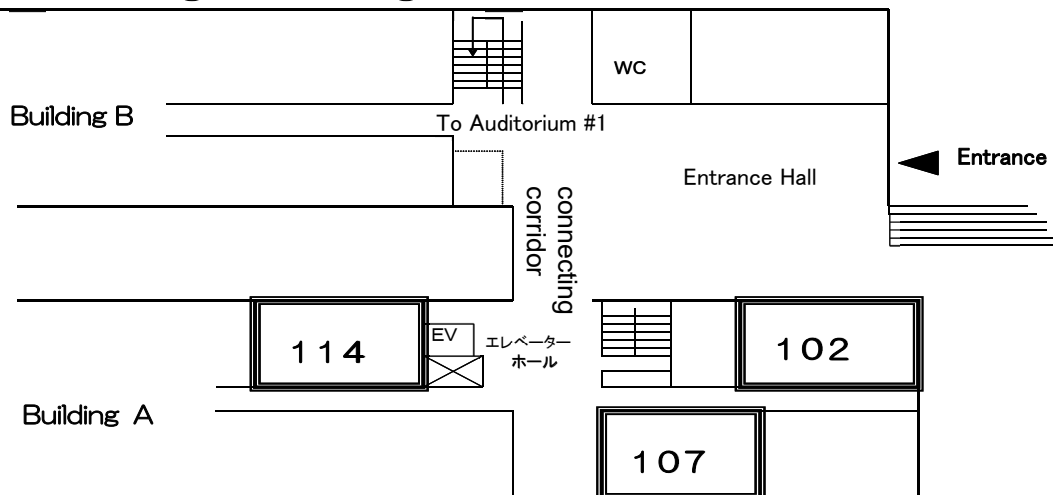 WC
Building B
To Auditorium #1
Entrance
Entrance Hall
connecting
corridor
EV
エレベーター
ホール
114
102
Building A
107